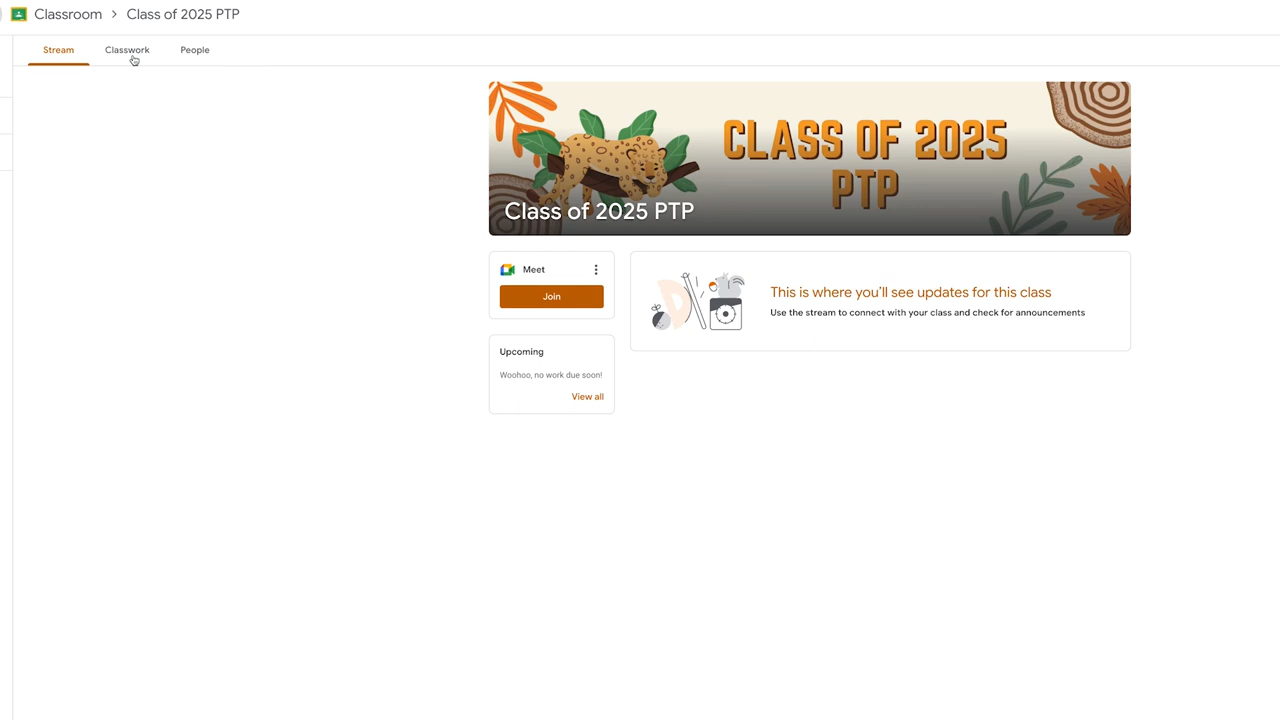 Classroom > Class of 2025 PTP
Stream Classwork People
CLASS OF 2025
PTP
Class of 2025 PTP
Meet
Join
This is where you'll see updates for this class
Use the stream to connect with your class and check for announcements
Upcoming
Woohoo, no work due soon!
View all